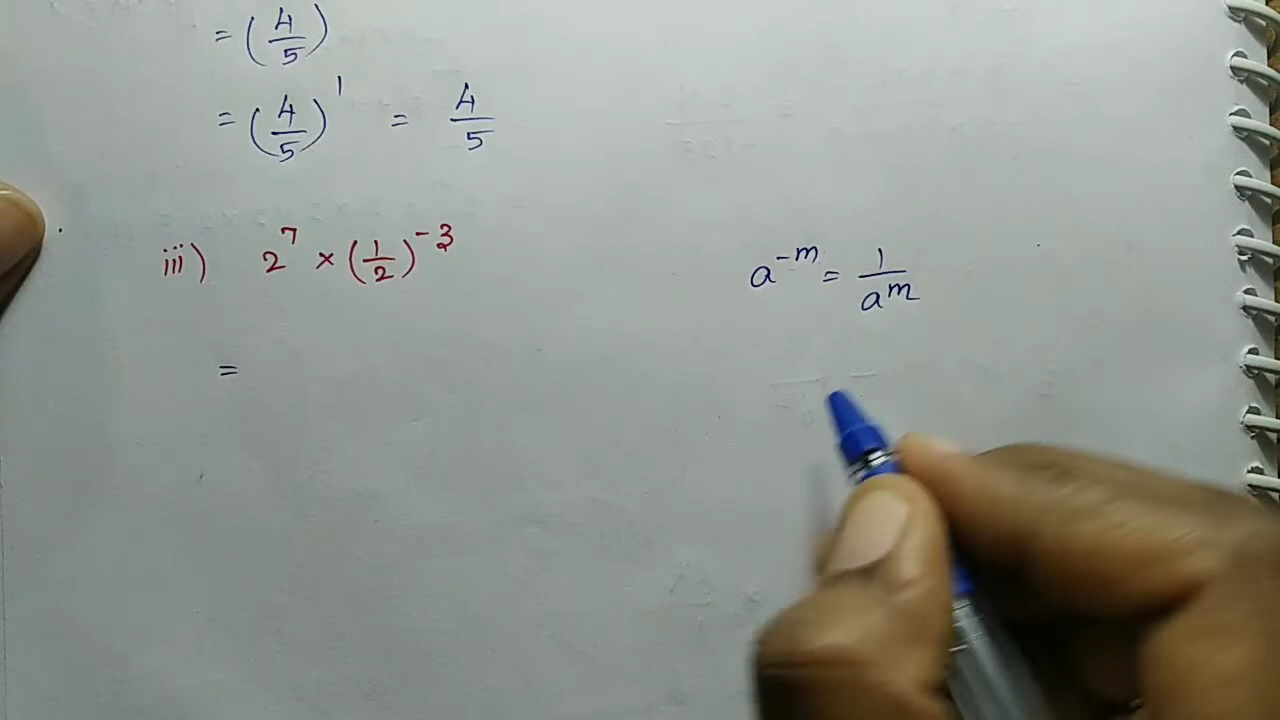 = (4/5)
= (4/5)^1 = 4/5
iii) 2^7 × (1/2)^-3
a^-m = 1/a^m
=